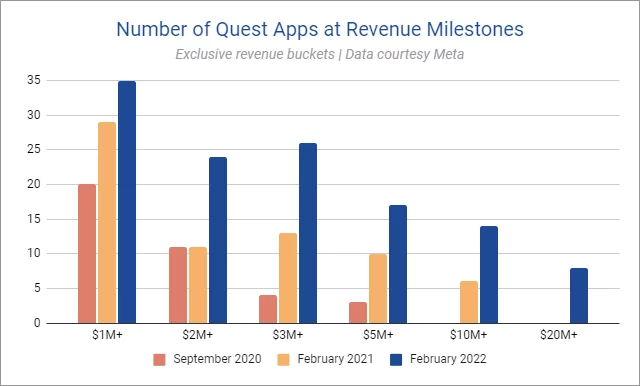 Number of Quest Apps at Revenue Milestones
Exclusive revenue buckets | Data courtesy Meta
35
30
25
20
15
10
5
0
$1M+ $2M+ $3M+ $5M+ $10M+ $20M+
September 2020 February 2021 February 2022